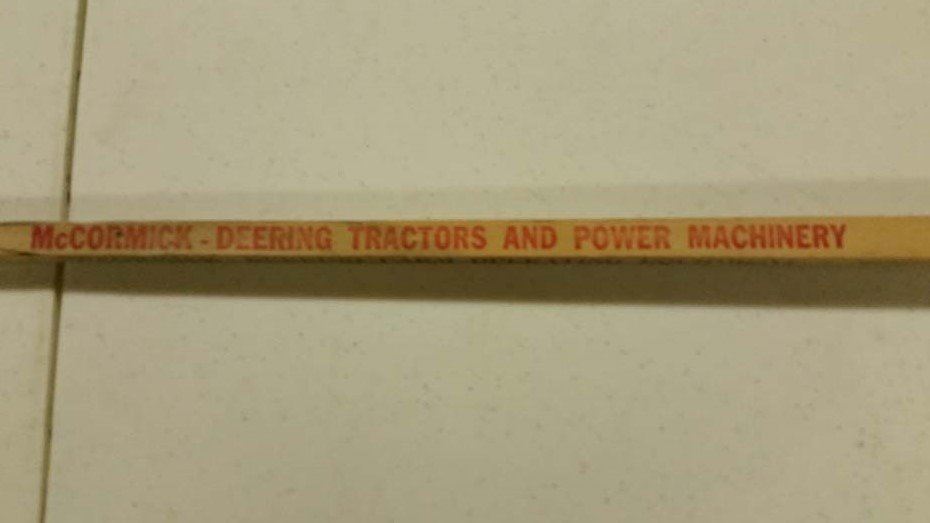 McCORMICK - DEERING TRACTORS AND POWER MACHINERY